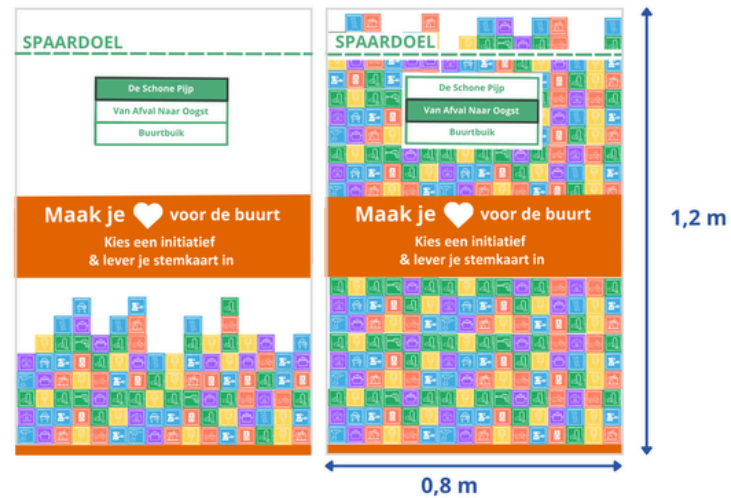 SPAARDOEL
De Schone Pijp
Van Afval Naar Oogst
Buurtbuik
Maak je voor de buurt
Kies een initiatief
& lever je stemkaart in
SPAARDOEL
De Schone Pijp
Van Afval Naar Oogst
Buurtbuik
Maak je voor de buurt
Kies een initiatief
& lever je stemkaart in
1,2 m
0,8 m